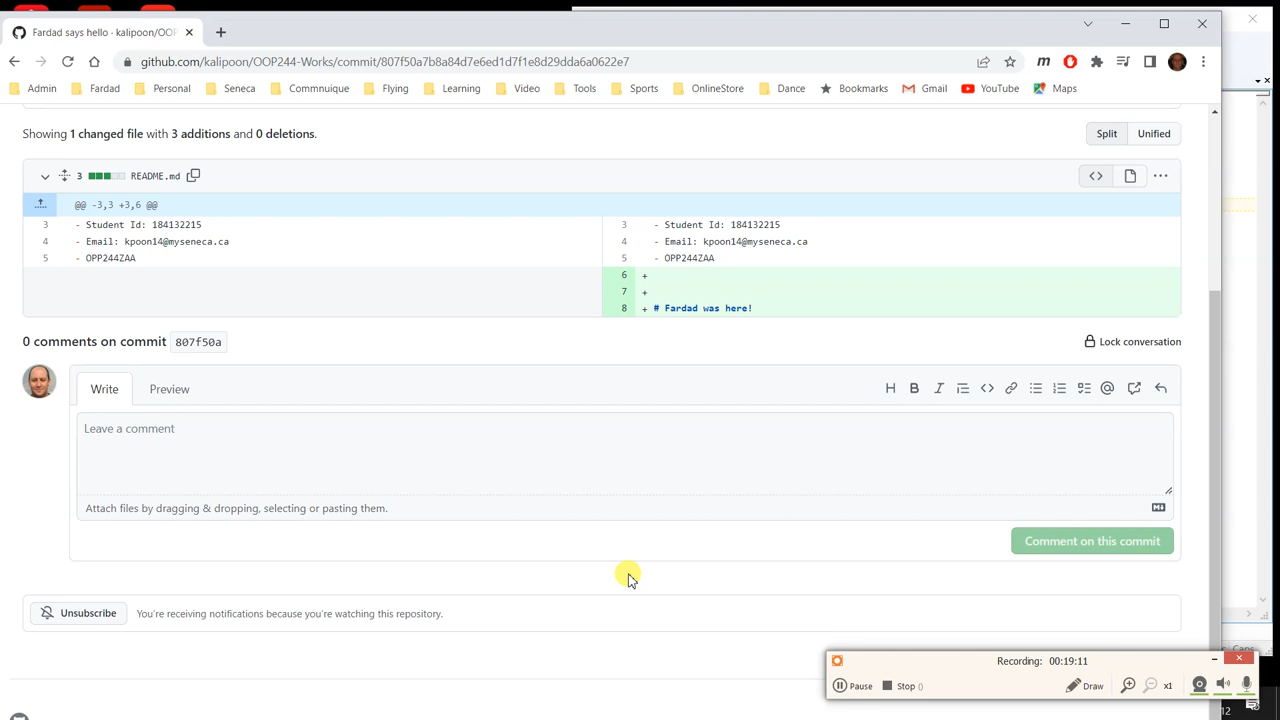 Fardad says hello · kalipoon/OOP
github.com/kalipoon/OOP244-Works/commit/807f50a7b8a84d7e0ed1d7f1e8d29dda6a0622e7
Admin Fardad Personal Seneca Communique Flying Learning Video Tools Sports OnlineStore Dance Bookmarks Gmail YouTube Maps
Showing 1 changed file with 3 additions and 0 deletions.
Split Unified
3 README.md
@@ -3,3 +3,6 @@
3 - Student Id: 184132215 3 - Student Id: 184132215
4 - Email: kpoon14@myseneca.ca 4 - Email: kpoon14@myseneca.ca
5 - OPP244ZAA 5 - OPP244ZAA
6 +
7 +
8 + # Fardad was here!
0 comments on commit 807f50a
Lock conversation
Write Preview
Leave a comment
Attach files by dragging & dropping, selecting or pasting them.
Comment on this commit
Unsubscribe You're receiving notifications because you're watching this repository.
Recording: 00:19:11
Pause Stop () Draw x1
12